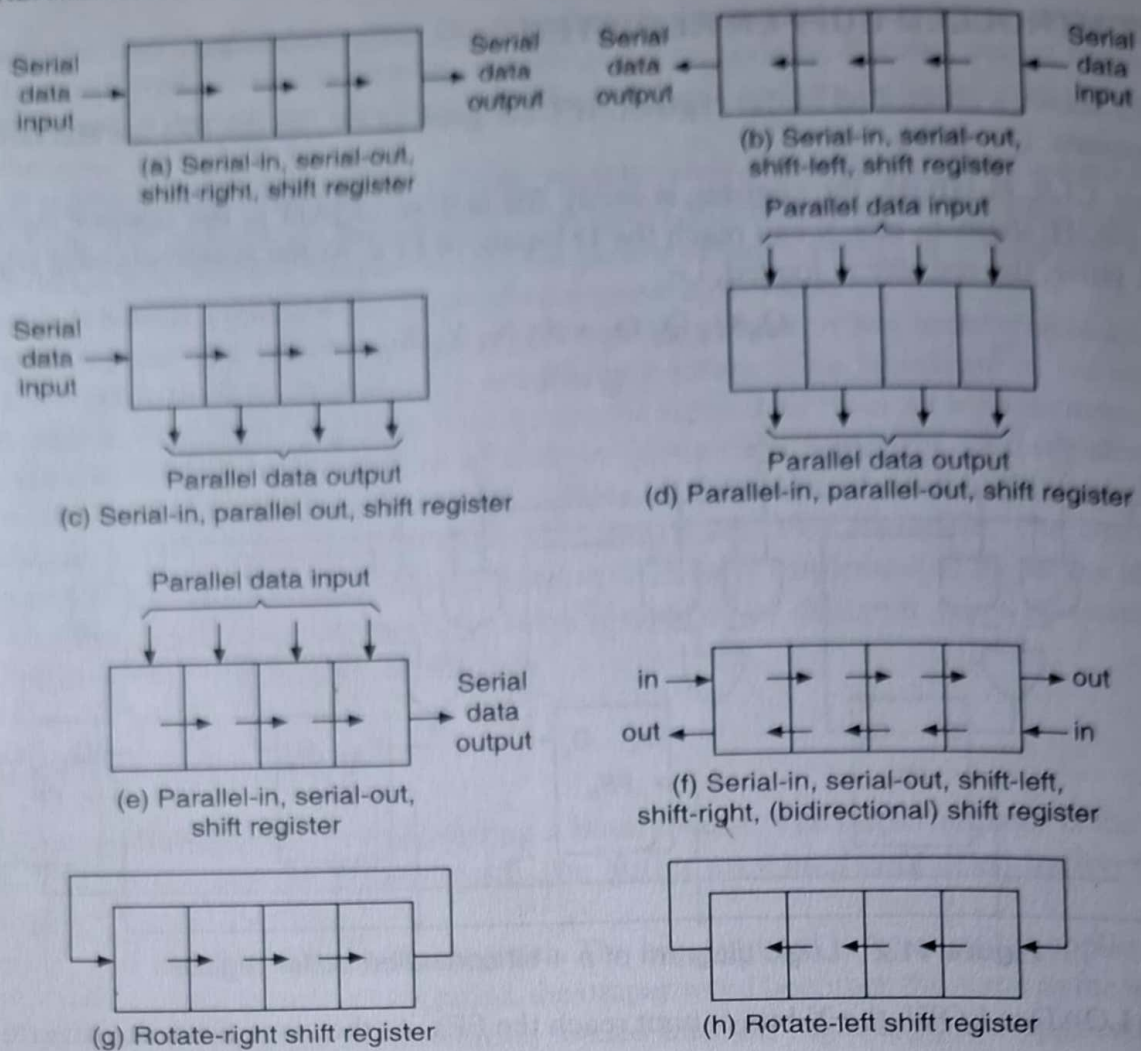 Serial
data
input
Serial
data
output
(a) Serial-in, serial-out,
shift-right, shift register
Serial
data
output
Serial
data
input
(b) Serial-in, serial-out,
shift-left, shift register
Serial
data
input
Parallel data output
(c) Serial-in, parallel out, shift register
Parallel data input
Parallel data output
(d) Parallel-in, parallel-out, shift register
Parallel data input
Serial
data
output
(e) Parallel-in, serial-out,
shift register
in
out
out
in
(f) Serial-in, serial-out, shift-left,
shift-right, (bidirectional) shift register
(g) Rotate-right shift register
(h) Rotate-left shift register